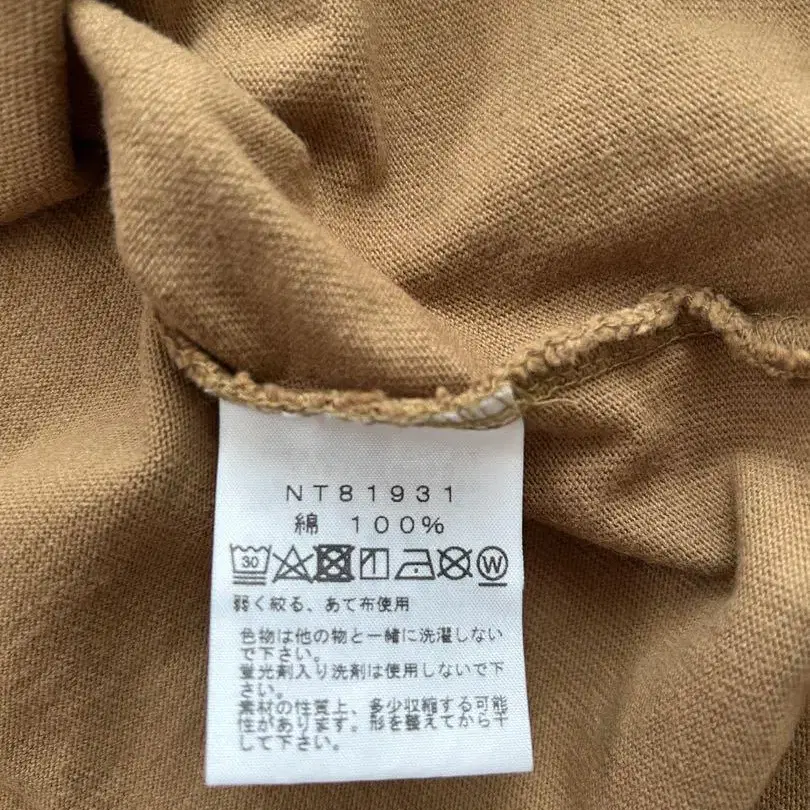 NT81931
綿 100%
30 W
弱く絞る、あて布使用
色物は他の物と一緒に洗濯しない
で下さい。
蛍光剤入り洗剤は使用しないで下
さい。
素材の性質上、多少収縮する可能
性があります。形を整えてから干
して下さい。